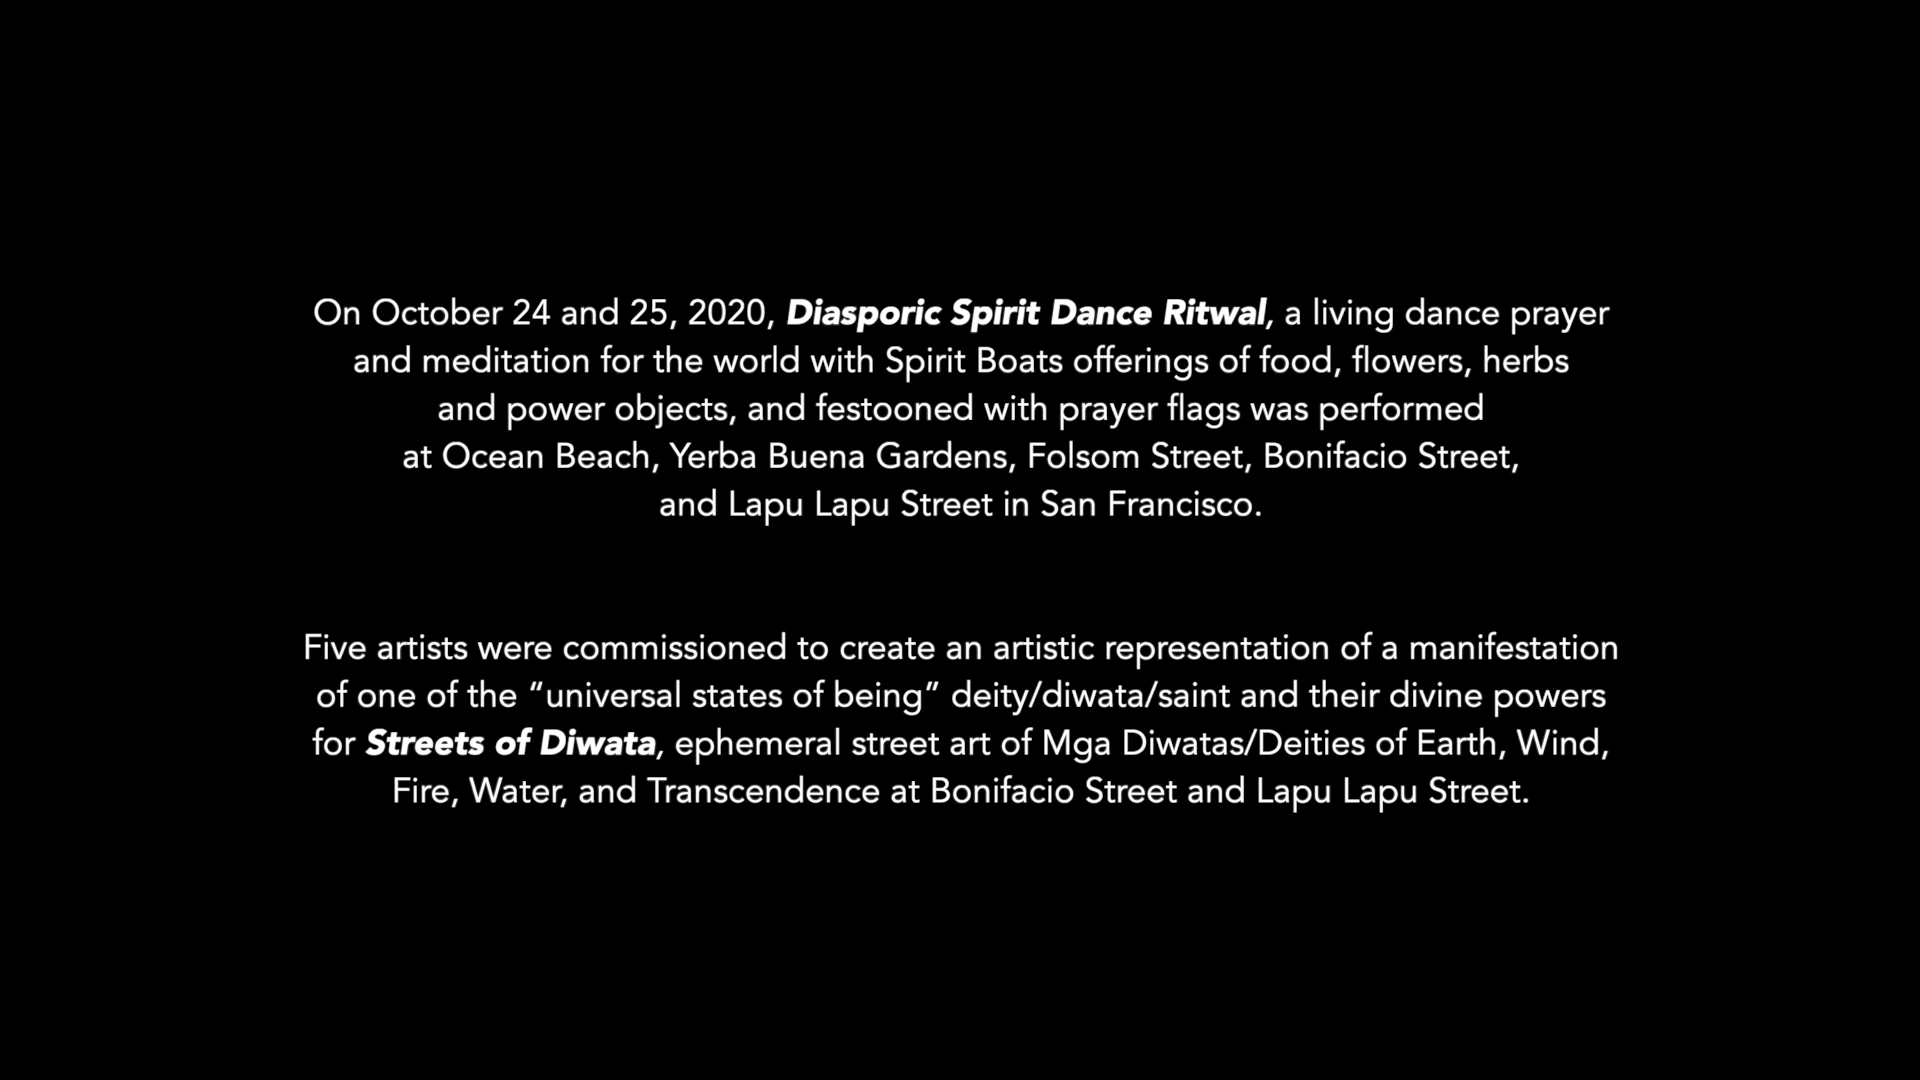 On October 24 and 25, 2020, Diasporic Spirit Dance Ritwal, a living dance prayer
and meditation for the world with Spirit Boats offerings of food, flowers, herbs
and power objects, and festooned with prayer flags was performed
at Ocean Beach, Yerba Buena Gardens, Folsom Street, Bonifacio Street,
and Lapu Lapu Street in San Francisco.
Five artists were commissioned to create an artistic representation of a manifestation
of one of the “universal states of being” deity/diwata/saint and their divine powers
for Streets of Diwata, ephemeral street art of Mga Diwatas/Deities of Earth, Wind,
Fire, Water, and Transcendence at Bonifacio Street and Lapu Lapu Street.